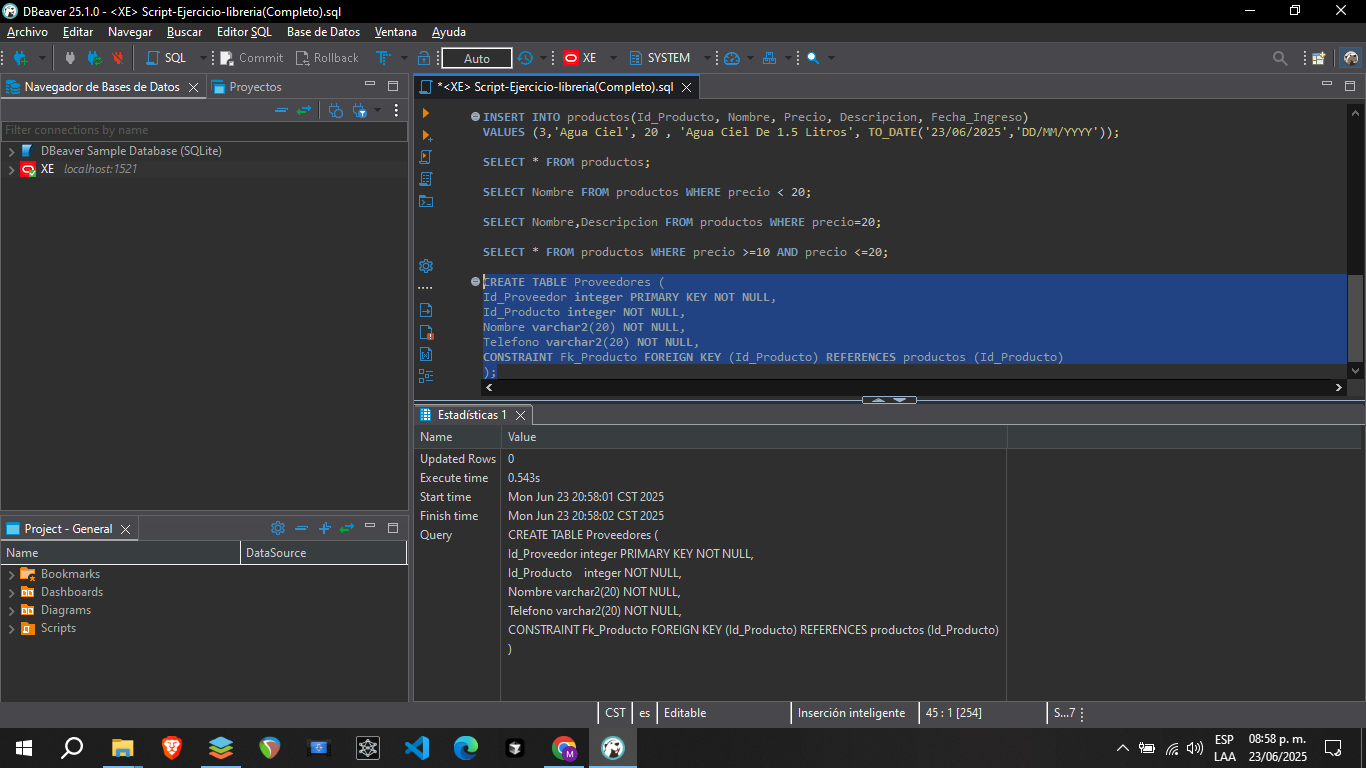 DBeaver 25.1.0 - <XE> Script-Ejercicio-libreria(Completo).sql
Archivo Editar Navegar Buscar Editor SQL Base de Datos Ventana Ayuda
SQL Commit Rollback Auto XE SYSTEM
Navegador de Bases de Datos Proyectos
Filter connections by name
DBeaver Sample Database (SQLite)
XE localhost:1521
*<XE> Script-Ejercicio-libreria(Completo).sql
INSERT INTO productos(Id_Producto, Nombre, Precio, Descripcion, Fecha_Ingreso)
VALUES (3,'Agua Ciel', 20 , 'Agua Ciel De 1.5 Litros', TO_DATE('23/06/2025','DD/MM/YYYY'));
SELECT * FROM productos;
SELECT Nombre FROM productos WHERE precio < 20;
SELECT Nombre,Descripcion FROM productos WHERE precio=20;
SELECT * FROM productos WHERE precio >=10 AND precio <=20;
CREATE TABLE Proveedores (
Id_Proveedor integer PRIMARY KEY NOT NULL,
Id_Producto integer NOT NULL,
Nombre varchar2(20) NOT NULL,
Telefono varchar2(20) NOT NULL,
CONSTRAINT Fk_Producto FOREIGN KEY (Id_Producto) REFERENCES productos (Id_Producto)
);
Estadísticas 1
Name Value
Updated Rows 0
Execute time 0.543s
Start time Mon Jun 23 20:58:01 CST 2025
Finish time Mon Jun 23 20:58:02 CST 2025
Query CREATE TABLE Proveedores (
Id_Proveedor integer PRIMARY KEY NOT NULL,
Id_Producto integer NOT NULL,
Nombre varchar2(20) NOT NULL,
Telefono varchar2(20) NOT NULL,
CONSTRAINT Fk_Producto FOREIGN KEY (Id_Producto) REFERENCES productos (Id_Producto)
)
Project - General
Name DataSource
Bookmarks
Dashboards
Diagrams
Scripts
CST es Editable Inserción inteligente 45 : 1 [254] S...7
ESP 08:58 p. m.
LAA 23/06/2025